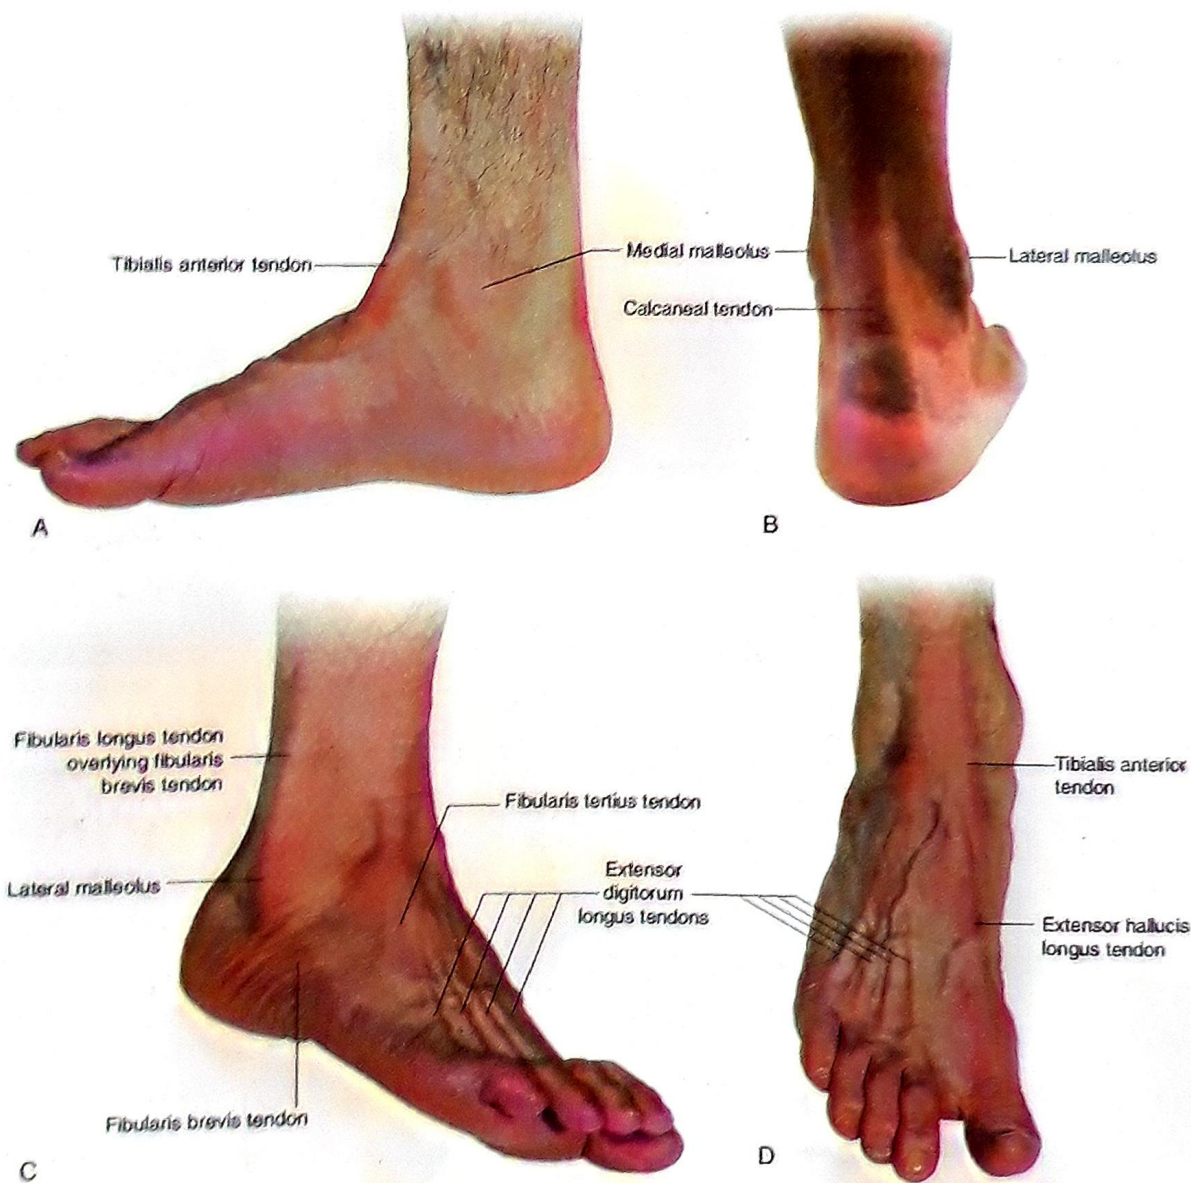 Tibialis anterior tendon
Medial malleolus
Calcaneal tendon
Lateral malleolus
A
B
Fibularis longus tendon
overlying fibularis
brevis tendon
Lateral malleolus
Fibularis brevis tendon
Fibularis tertius tendon
Extensor
digitorum
longus tendons
Tibialis anterior
tendon
Extensor hallucis
longus tendon
C
D